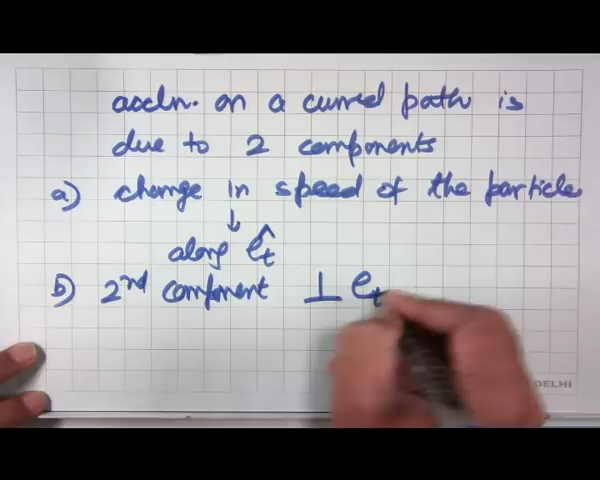 accln. on a curved path is
due to 2 components
a) change in speed of the particle
↓
along êt
b) 2nd component ⊥ et
DELHI